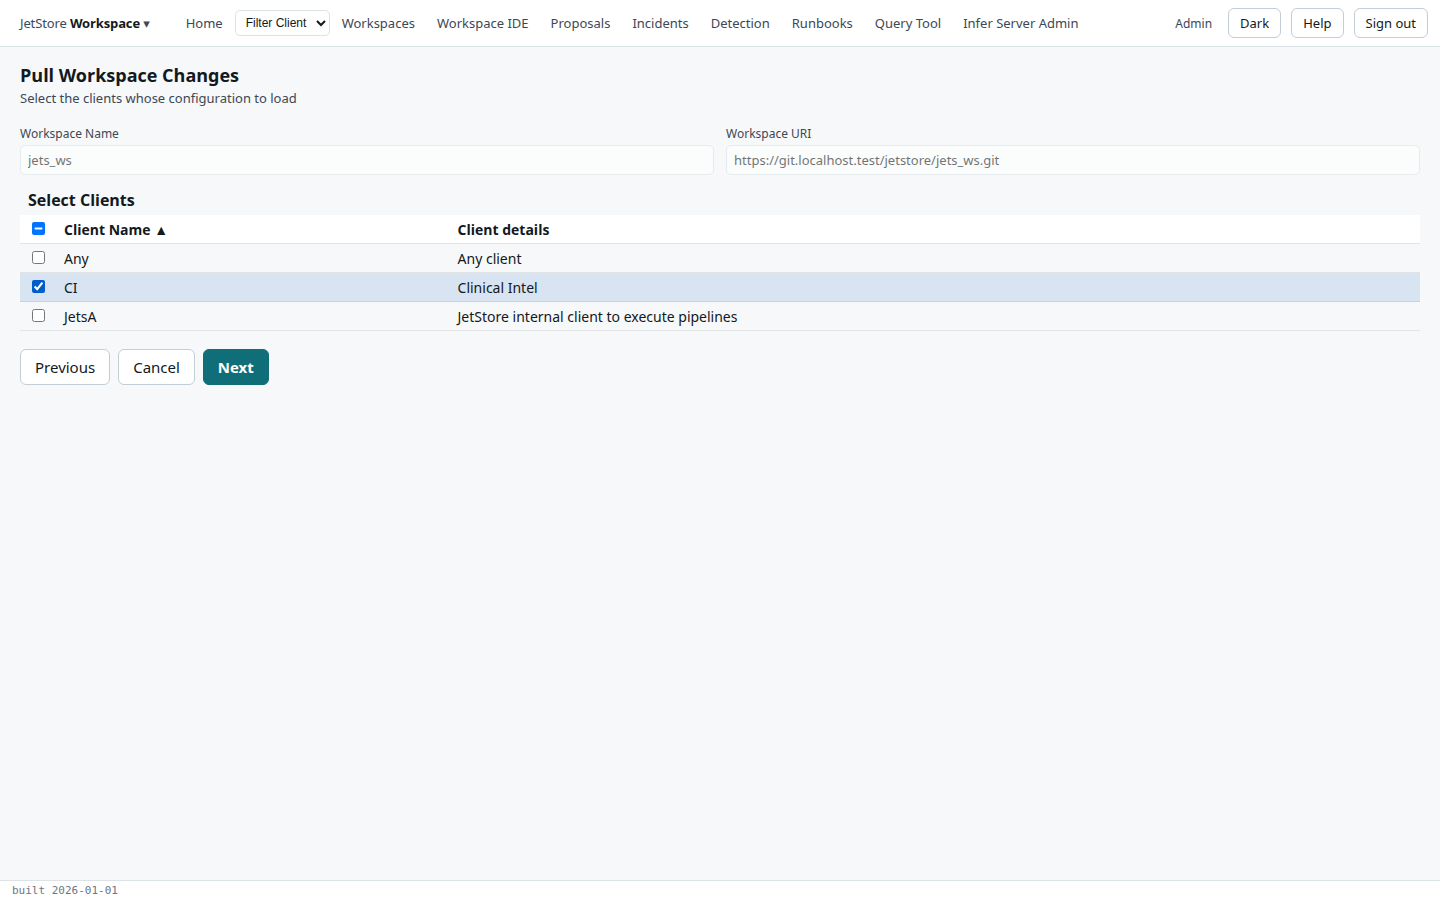 JetStore Workspace ▾ Home Filter Client Workspaces Workspace IDE Proposals Incidents Detection Runbooks Query Tool Infer Server Admin Admin Dark Help Sign out
Pull Workspace Changes
Select the clients whose configuration to load
Workspace Name Workspace URI
jets_ws https://git.localhost.test/jetstore/jets_ws.git
Select Clients
Client Name ▲ Client details
Any Any client
CI Clinical Intel
JetsA JetStore internal client to execute pipelines
Previous Cancel Next
built 2026-01-01